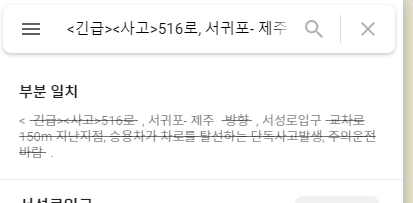 <긴급><사고>516로, 서귀포- 제주
부분 일치
< 긴급><사고>516로 , 서귀포- 제주 방향 , 서성로입구 교차로
150m 지난지점, 승용차가 차로를 탈선하는 단독사고발생, 주의운전
바람 .